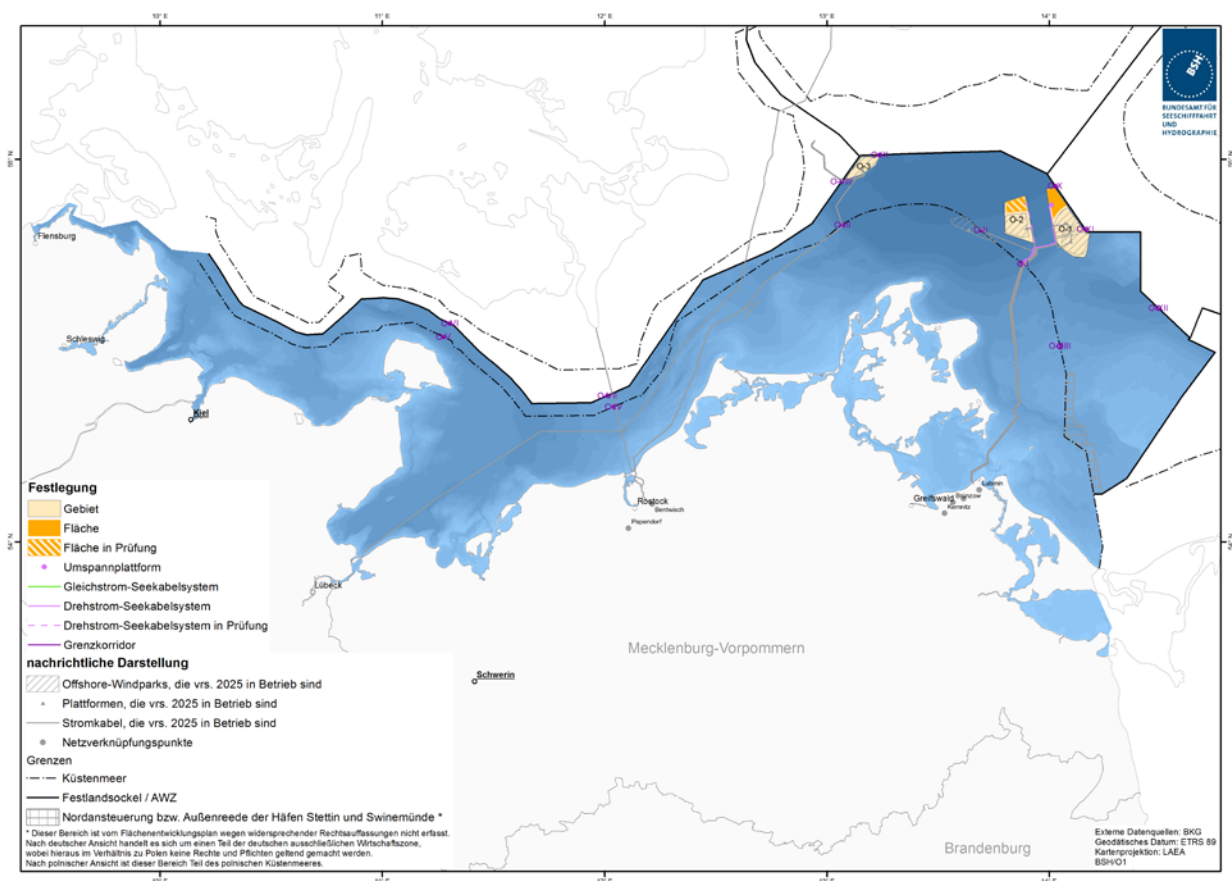 10° E 11° E 12° E 13° E 14° E
BSH
BUNDESAMT FÜR
SEESCHIFFFAHRT
UND
HYDROGRAPHIE
55° N
O-3
O-2
O-1
Flensburg
Schleswig
Kiel
Rostock
Bentwisch
Papendorf
Greifswald
Lubmin
Kemnitz
54° N
Lübeck
Mecklenburg-Vorpommern
Schwerin
Brandenburg
Festlegung
Gebiet
Fläche
Fläche in Prüfung
Umspannplattform
Gleichstrom-Seekabelsystem
Drehstrom-Seekabelsystem
Drehstrom-Seekabelsystem in Prüfung
Grenzkorridor
nachrichtliche Darstellung
Offshore-Windparks, die vrs. 2025 in Betrieb sind
Plattformen, die vrs. 2025 in Betrieb sind
Stromkabel, die vrs. 2025 in Betrieb sind
Netzverknüpfungspunkte
Grenzen
Küstenmeer
Festlandsockel / AWZ
Nordansteuerung bzw. Außenreede der Häfen Stettin und Swinemünde *
* Dieser Bereich ist vom Flächenentwicklungsplan wegen widersprechender Rechtsauffassungen nicht erfasst.
Nach deutscher Ansicht handelt es sich um einen Teil der deutschen ausschließlichen Wirtschaftszone,
wobei hieraus im Verhältnis zu Polen keine Rechte und Pflichten geltend gemacht werden.
Nach polnischer Ansicht ist dieser Bereich Teil des polnischen Küstenmeeres.
Externe Datenquellen: BKG
Geodätisches Datum: ETRS 89
Kartenprojektion: LAEA
BSH/O1